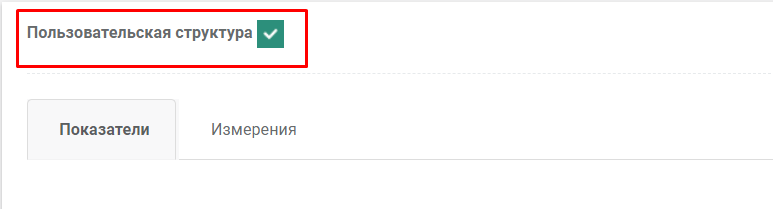 Пользовательская структура
Показатели Измерения